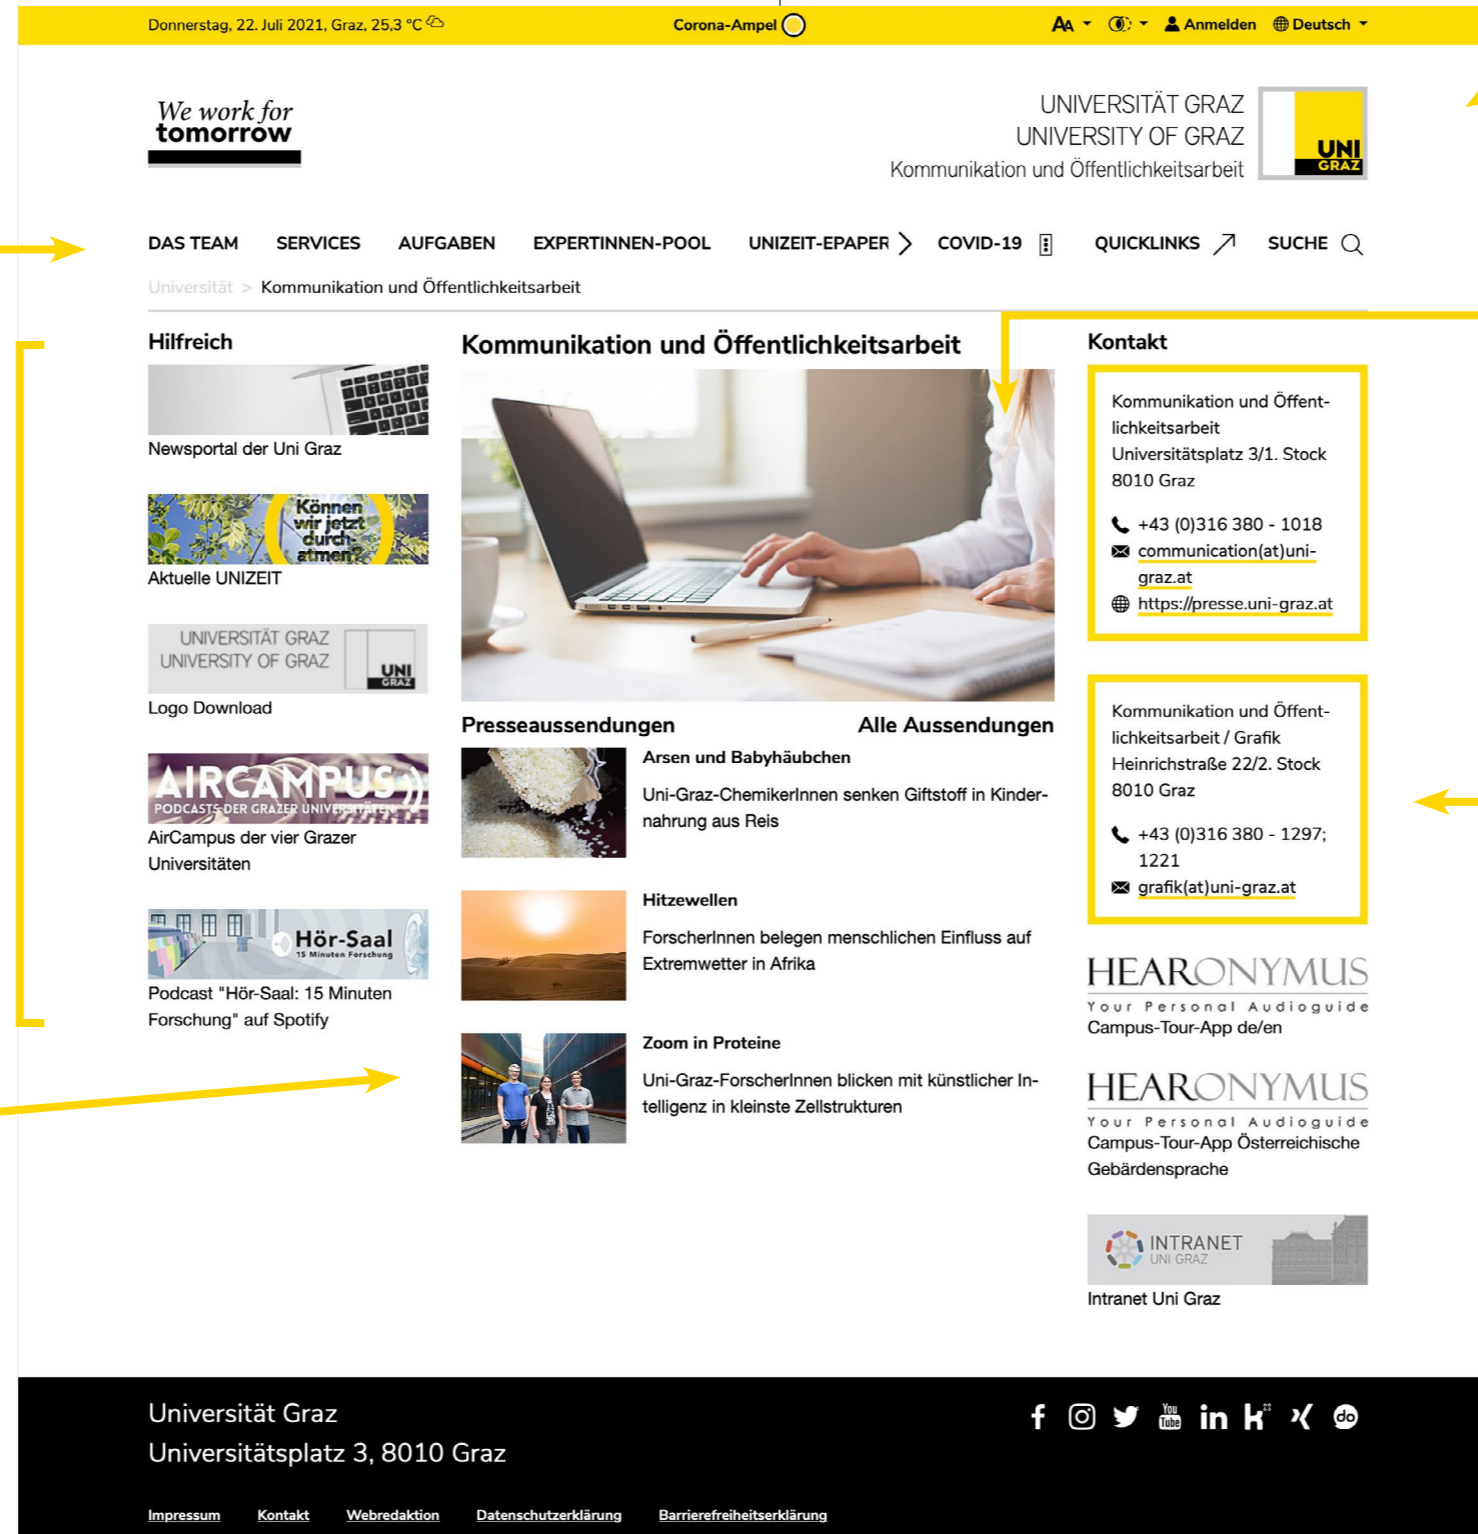 Donnerstag, 22. Juli 2021, Graz, 25,3 °C
Corona-Ampel
AA
Anmelden
Deutsch
We work for
tomorrow
UNIVERSITÄT GRAZ
UNIVERSITY OF GRAZ
Kommunikation und Öffentlichkeitsarbeit
UNI
GRAZ
DAS TEAM
SERVICES
AUFGABEN
EXPERTINNEN-POOL
UNIZEIT-EPAPER
COVID-19
QUICKLINKS
SUCHE
Universität > Kommunikation und Öffentlichkeitsarbeit
Hilfreich
Newsportal der Uni Graz
Können
wir jetzt
durch-
atmen?
Aktuelle UNIZEIT
UNIVERSITÄT GRAZ
UNIVERSITY OF GRAZ
UNI
GRAZ
Logo Download
AIRCAMPUS
PODCASTS DER GRAZER UNIVERSITÄTEN
AirCampus der vier Grazer
Universitäten
Hör-Saal
15 Minuten Forschung
Podcast "Hör-Saal: 15 Minuten
Forschung" auf Spotify
Kommunikation und Öffentlichkeitsarbeit
Presseaussendungen
Alle Aussendungen
Arsen und Babyhäubchen
Uni-Graz-ChemikerInnen senken Giftstoff in Kinder-
nahrung aus Reis
Hitzewellen
ForscherInnen belegen menschlichen Einfluss auf
Extremwetter in Afrika
Zoom in Proteine
Uni-Graz-ForscherInnen blicken mit künstlicher In-
telligenz in kleinste Zellstrukturen
Kontakt
Kommunikation und Öffent-
lichkeitsarbeit
Universitätsplatz 3/1. Stock
8010 Graz
+43 (0)316 380 - 1018
communication(at)uni-
graz.at
https://presse.uni-graz.at
Kommunikation und Öffent-
lichkeitsarbeit / Grafik
Heinrichstraße 22/2. Stock
8010 Graz
+43 (0)316 380 - 1297;
1221
grafik(at)uni-graz.at
HEARONYMUS
Your Personal Audioguide
Campus-Tour-App de/en
HEARONYMUS
Your Personal Audioguide
Campus-Tour-App Österreichische
Gebärdensprache
INTRANET
UNI GRAZ
Intranet Uni Graz
Universität Graz
Universitätsplatz 3, 8010 Graz
You
Tube
in
do
Impressum
Kontakt
Webredaktion
Datenschutzerklärung
Barrierefreiheitserklärung